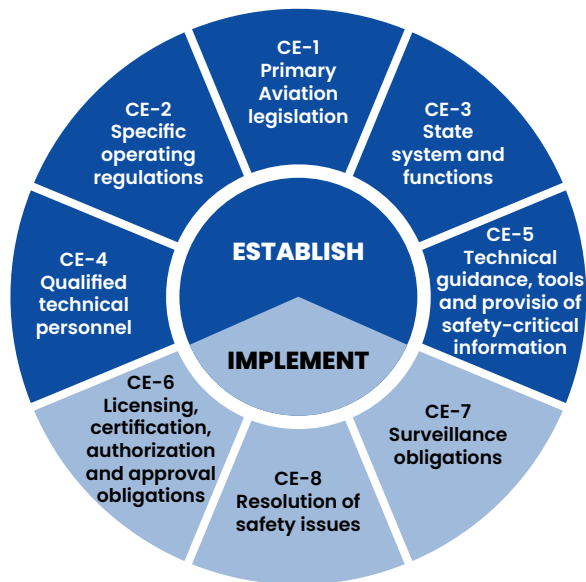 CE-1
Primary
Aviation
legislation
CE-2
Specific
operating
regulations
CE-3
State
system and
functions
CE-4
Qualified
technical
personnel
ESTABLISH
CE-5
Technical
guidance, tools
and provisio of
safety-critical
information
IMPLEMENT
CE-6
Licensing,
certification,
authorization
and approval
obligations
CE-7
Surveillance
obligations
CE-8
Resolution of
safety issues